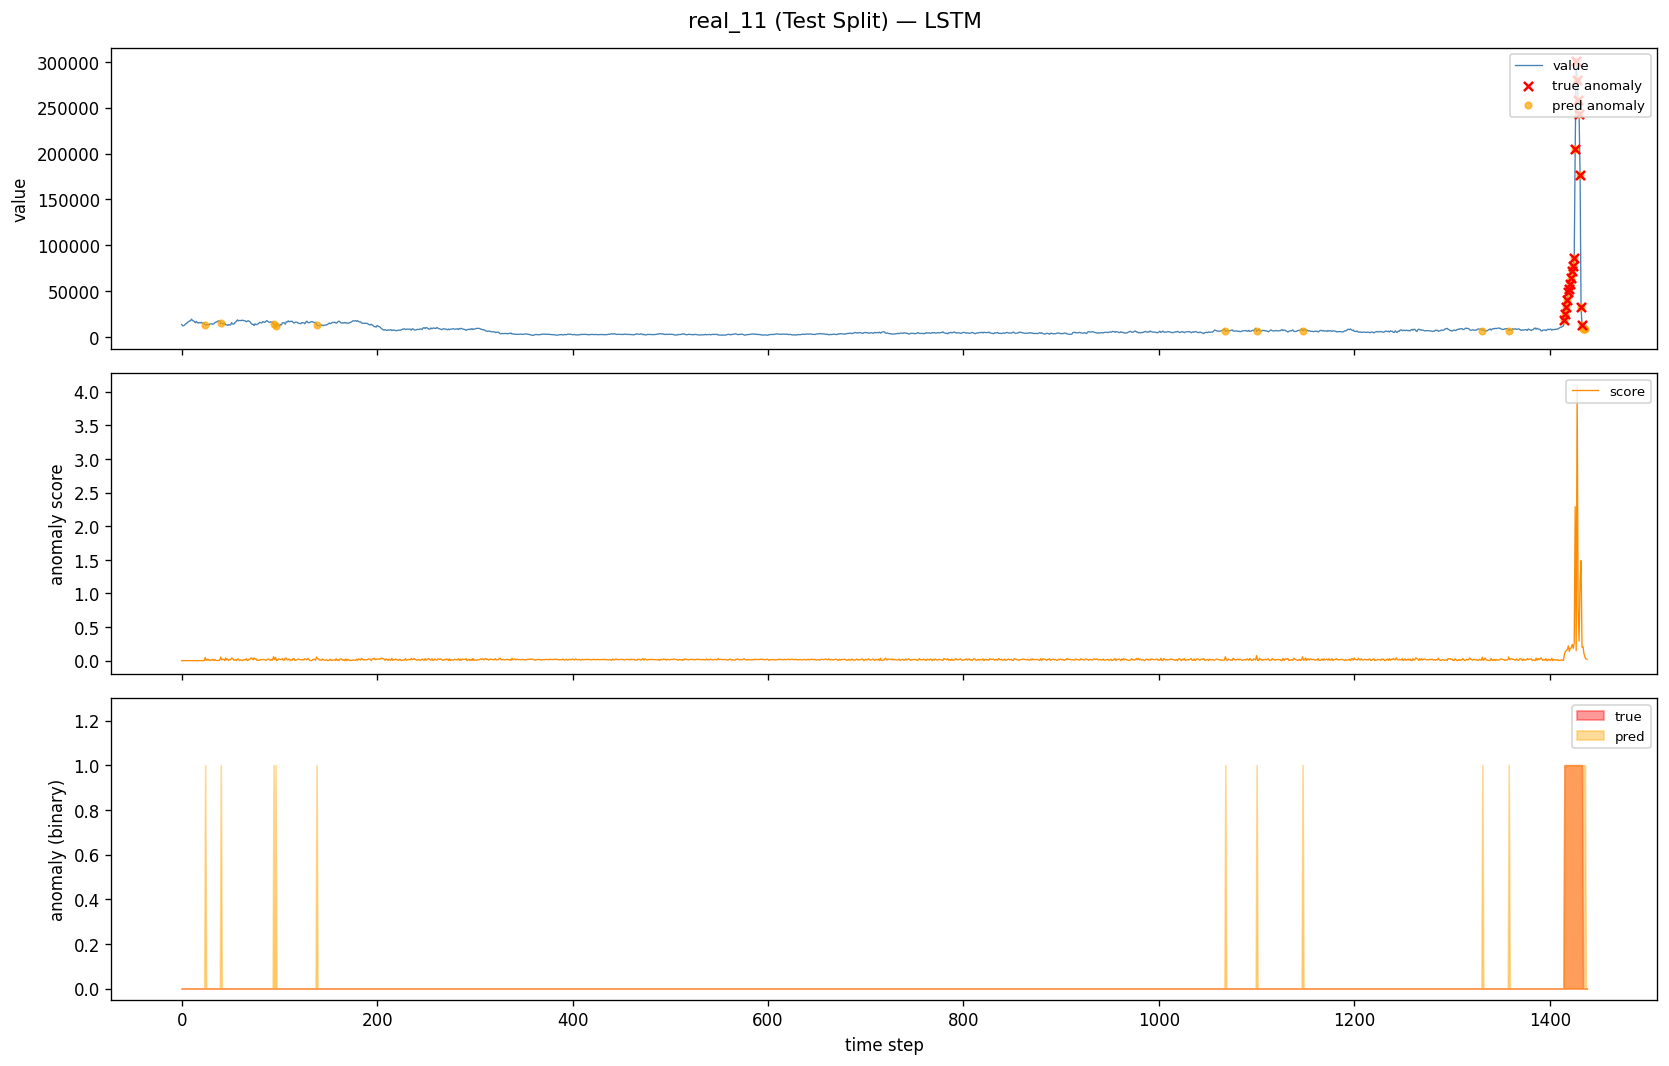 real_11 (Test Split) — LSTM
300000
250000
200000
150000
100000
50000
0
value
value
true anomaly
pred anomaly
4.0
3.5
3.0
2.5
2.0
1.5
1.0
0.5
0.0
anomaly score
score
1.2
1.0
0.8
0.6
0.4
0.2
0.0
anomaly (binary)
true
pred
0 200 400 600 800 1000 1200 1400
time step